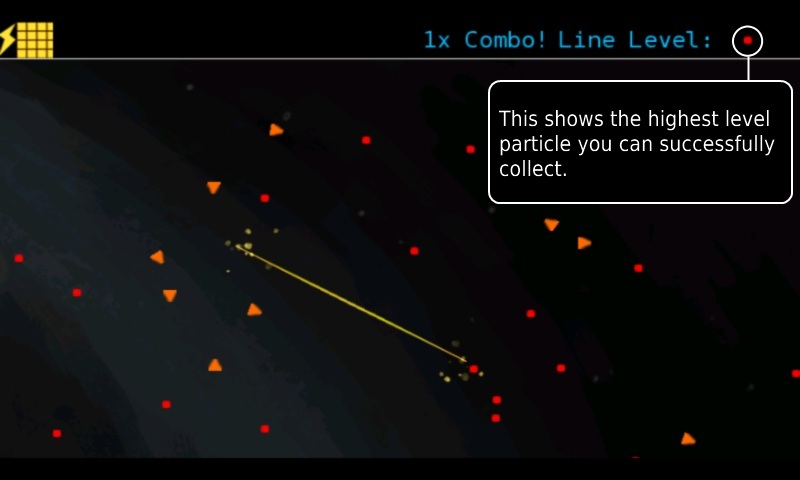 1x Combo! Line Level:
This shows the highest level
particle you can successfully
collect.